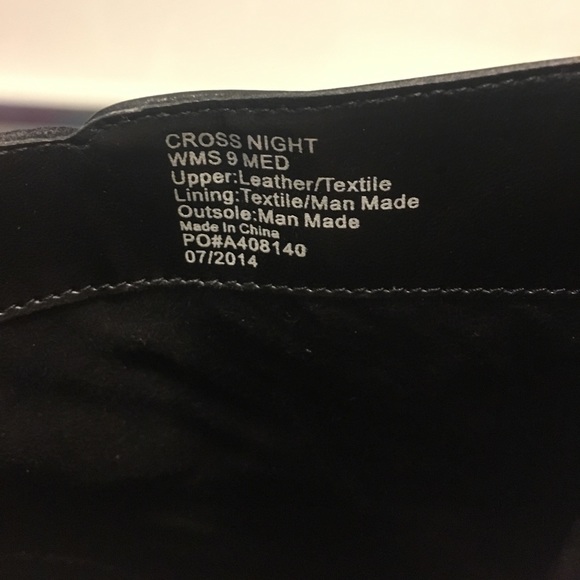 CROSS NIGHT
WMS 9 MED
Upper:Leather/Textile
Lining:Textile/Man Made
Outsole:Man Made
Made In China
PO#A408140
07/2014